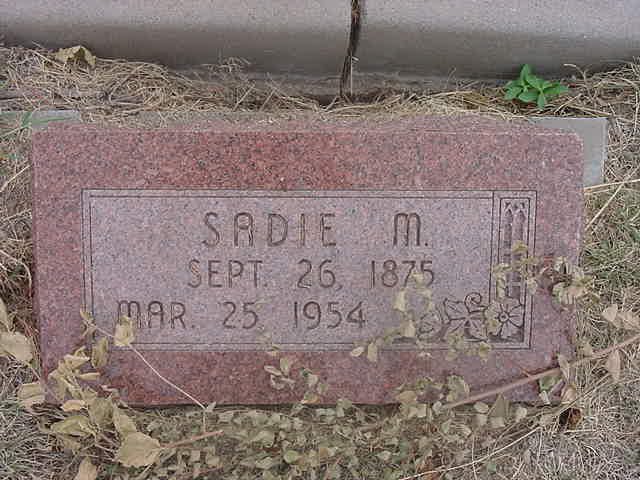 SADIE M.
SEPT. 26, 1875
MAR. 25, 1954